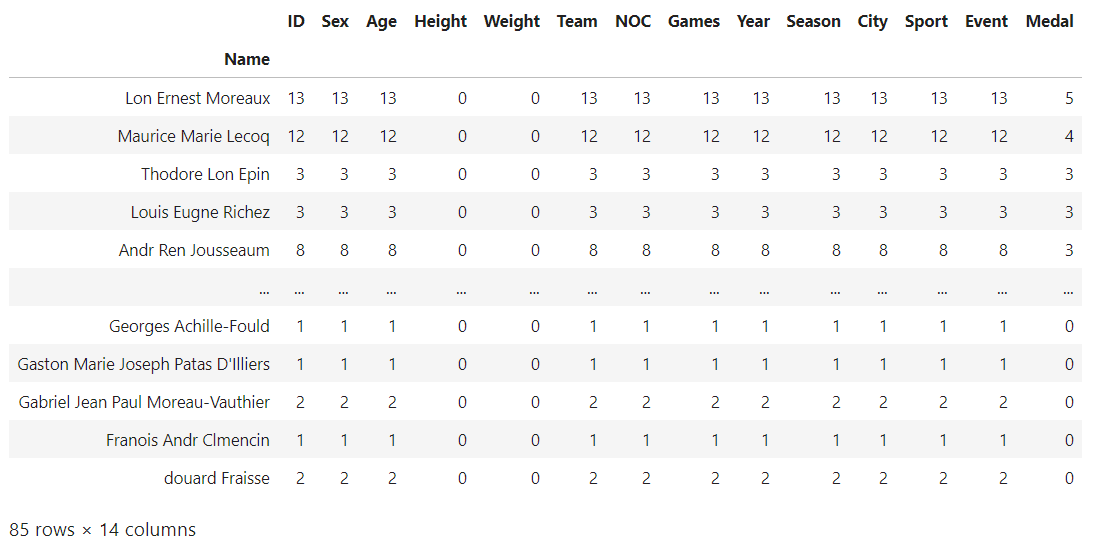 ID Sex Age Height Weight Team NOC Games Year Season City Sport Event Medal
Name
Lon Ernest Moreaux 13 13 13 0 0 13 13 13 13 13 13 13 13 5
Maurice Marie Lecoq 12 12 12 0 0 12 12 12 12 12 12 12 12 4
Thodore Lon Epin 3 3 3 0 0 3 3 3 3 3 3 3 3 3
Louis Eugne Richez 3 3 3 0 0 3 3 3 3 3 3 3 3 3
Andr Ren Jousseaum 8 8 8 0 0 8 8 8 8 8 8 8 8 3
... ... ... ... ... ... ... ... ... ... ... ... ... ... ...
Georges Achille-Fould 1 1 1 0 0 1 1 1 1 1 1 1 1 0
Gaston Marie Joseph Patas D'Illiers 1 1 1 0 0 1 1 1 1 1 1 1 1 0
Gabriel Jean Paul Moreau-Vauthier 2 2 2 0 0 2 2 2 2 2 2 2 2 0
Franois Andr Clmencin 1 1 1 0 0 1 1 1 1 1 1 1 1 0
douard Fraisse 2 2 2 0 0 2 2 2 2 2 2 2 2 0
85 rows × 14 columns